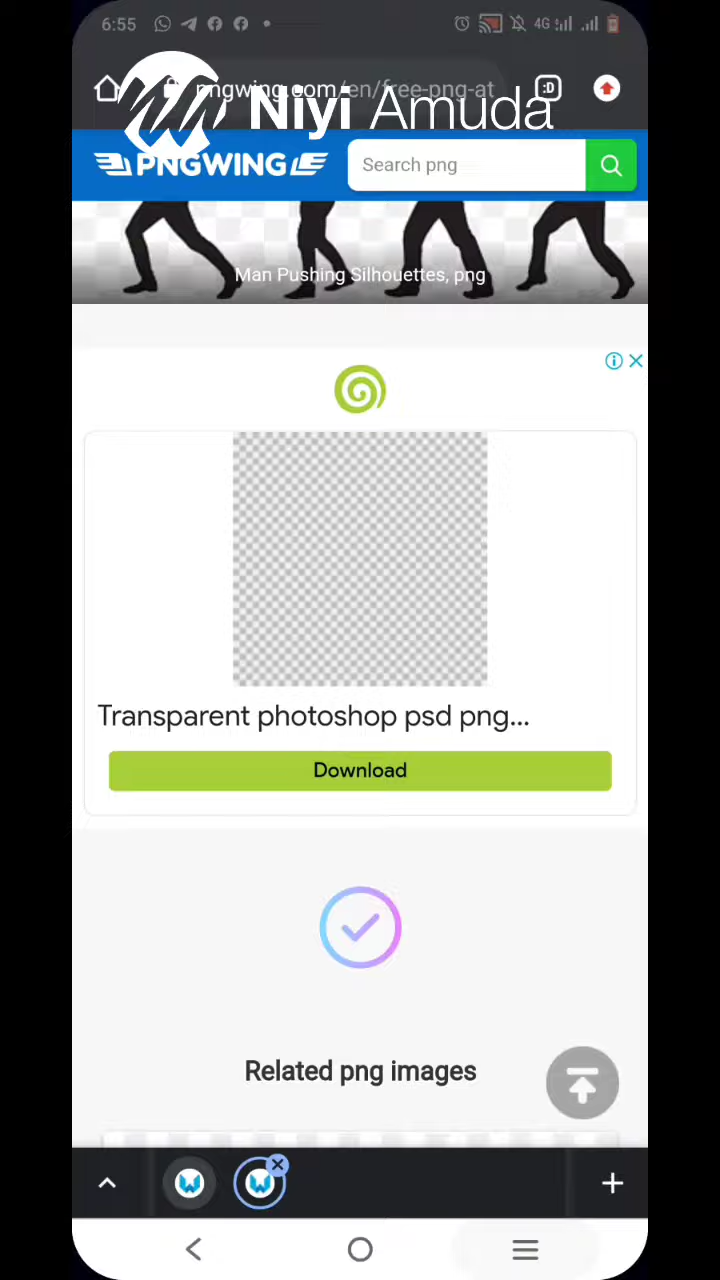 6:55
4G
pngwing.com/en/free-png-at
:D
Niyi Amuda
PNGWING
Search png
Man Pushing Silhouettes, png
Transparent photoshop psd png...
Download
Related png images